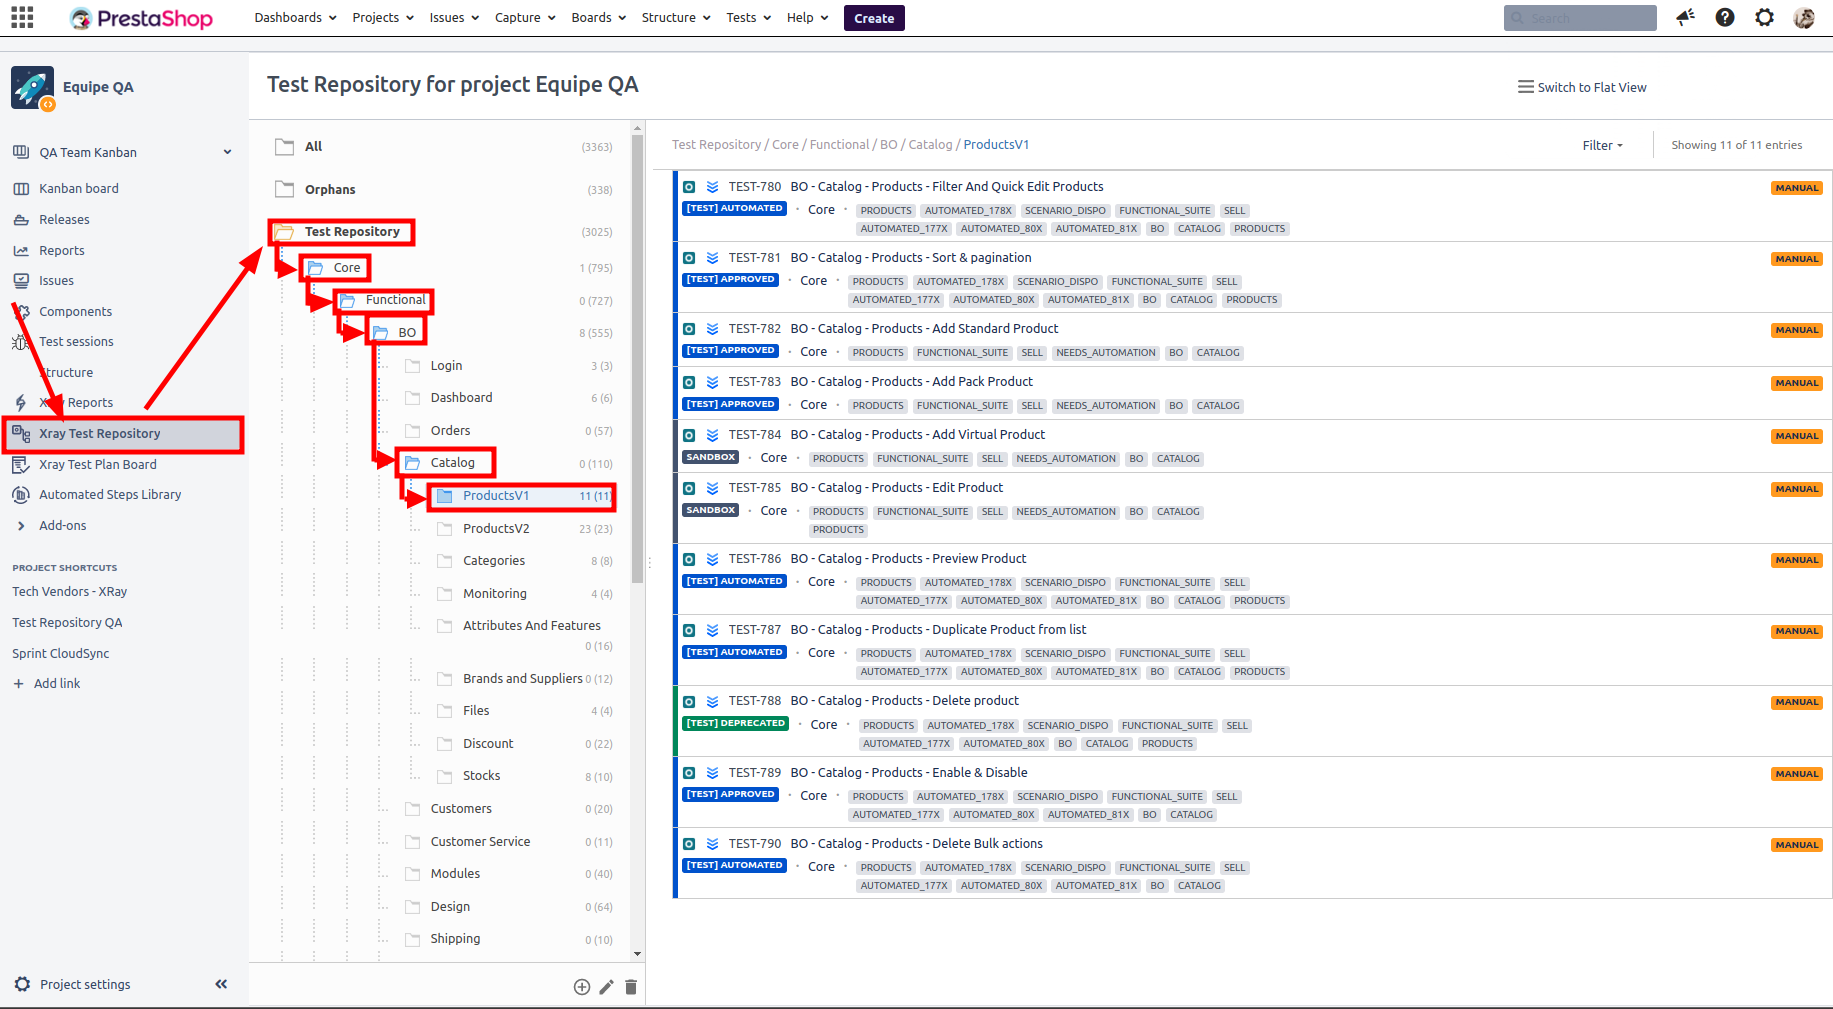 PrestaShop Dashboards Projects Issues Capture Boards Structure Tests Help Create Search
Equipe QA
QA Team Kanban
Kanban board
Releases
Reports
Issues
Components
Test sessions
Structure
Xray Reports
Xray Test Repository
Xray Test Plan Board
Automated Steps Library
Add-ons
PROJECT SHORTCUTS
Tech Vendors - XRay
Test Repository QA
Sprint CloudSync
+ Add link
Project settings
Test Repository for project Equipe QA
Switch to Flat View
All (3363)
Orphans (338)
Test Repository (3025)
Core 1 (795)
Functional 0 (727)
BO 8 (555)
Login 3 (3)
Dashboard 6 (6)
Orders 0 (57)
Catalog 0 (110)
ProductsV1 11 (11)
ProductsV2 23 (23)
Categories 8 (8)
Monitoring 4 (4)
Attributes And Features
0 (16)
Brands and Suppliers 0 (12)
Files 4 (4)
Discount 0 (22)
Stocks 8 (10)
Customers 0 (20)
Customer Service 0 (11)
Modules 0 (40)
Design 0 (64)
Shipping 0 (10)
Test Repository / Core / Functional / BO / Catalog / ProductsV1
Filter
Showing 11 of 11 entries
TEST-780 BO - Catalog - Products - Filter And Quick Edit Products MANUAL
[TEST] AUTOMATED · Core · PRODUCTS AUTOMATED_178X SCENARIO_DISPO FUNCTIONAL_SUITE SELL
AUTOMATED_177X AUTOMATED_80X AUTOMATED_81X BO CATALOG PRODUCTS
TEST-781 BO - Catalog - Products - Sort & pagination MANUAL
[TEST] APPROVED · Core · PRODUCTS AUTOMATED_178X SCENARIO_DISPO FUNCTIONAL_SUITE SELL
AUTOMATED_177X AUTOMATED_80X AUTOMATED_81X BO CATALOG PRODUCTS
TEST-782 BO - Catalog - Products - Add Standard Product MANUAL
[TEST] APPROVED · Core · PRODUCTS FUNCTIONAL_SUITE SELL NEEDS_AUTOMATION BO CATALOG
TEST-783 BO - Catalog - Products - Add Pack Product MANUAL
[TEST] APPROVED · Core · PRODUCTS FUNCTIONAL_SUITE SELL NEEDS_AUTOMATION BO CATALOG
TEST-784 BO - Catalog - Products - Add Virtual Product MANUAL
SANDBOX · Core · PRODUCTS FUNCTIONAL_SUITE SELL NEEDS_AUTOMATION BO CATALOG
TEST-785 BO - Catalog - Products - Edit Product MANUAL
SANDBOX · Core · PRODUCTS FUNCTIONAL_SUITE SELL NEEDS_AUTOMATION BO CATALOG
PRODUCTS
TEST-786 BO - Catalog - Products - Preview Product MANUAL
[TEST] AUTOMATED · Core · PRODUCTS AUTOMATED_178X SCENARIO_DISPO FUNCTIONAL_SUITE SELL
AUTOMATED_177X AUTOMATED_80X AUTOMATED_81X BO CATALOG PRODUCTS
TEST-787 BO - Catalog - Products - Duplicate Product from list MANUAL
[TEST] AUTOMATED · Core · PRODUCTS AUTOMATED_178X SCENARIO_DISPO FUNCTIONAL_SUITE SELL
AUTOMATED_177X AUTOMATED_80X AUTOMATED_81X BO CATALOG PRODUCTS
TEST-788 BO - Catalog - Products - Delete product MANUAL
[TEST] DEPRECATED · Core · PRODUCTS AUTOMATED_178X SCENARIO_DISPO FUNCTIONAL_SUITE SELL
AUTOMATED_177X AUTOMATED_80X BO CATALOG PRODUCTS
TEST-789 BO - Catalog - Products - Enable & Disable MANUAL
[TEST] APPROVED · Core · PRODUCTS AUTOMATED_178X SCENARIO_DISPO FUNCTIONAL_SUITE SELL
AUTOMATED_177X AUTOMATED_80X AUTOMATED_81X BO CATALOG
TEST-790 BO - Catalog - Products - Delete Bulk actions MANUAL
[TEST] AUTOMATED · Core · PRODUCTS AUTOMATED_178X SCENARIO_DISPO FUNCTIONAL_SUITE SELL
AUTOMATED_177X AUTOMATED_80X AUTOMATED_81X BO CATALOG